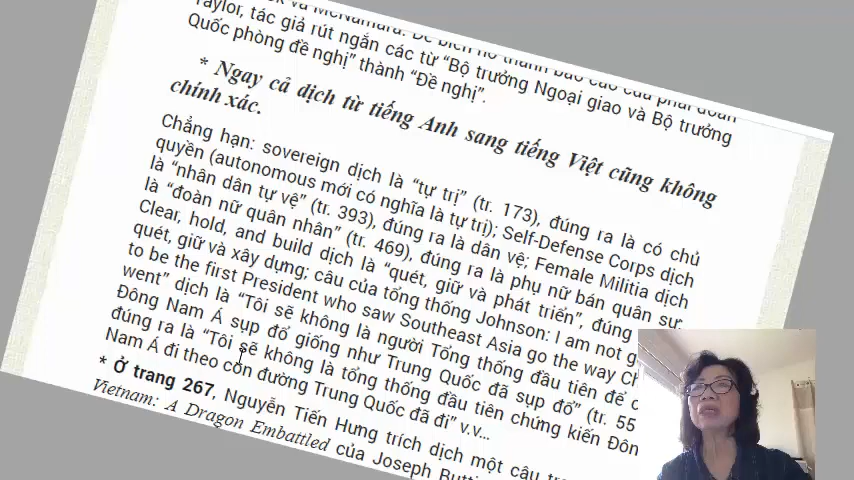 Taylor, tác giả rút ngắn các từ “Bộ trưởng Ngoại giao và Bộ trưởng
Quốc phòng đề nghị” thành “Đề nghị”.
* Ngay cả dịch từ tiếng Anh sang tiếng Việt cũng không
chính xác.
Chẳng hạn: sovereign dịch là “tự trị” (tr. 173), đúng ra là có chủ
quyền (autonomous mới có nghĩa là tự trị); Self-Defense Corps dịch
là “nhân dân tự vệ” (tr. 393), đúng ra là dân vệ; Female Militia dịch
là “đoàn nữ quân nhân” (tr. 469), đúng ra là phụ nữ bán quân sự;
Clear, hold, and build dịch là “quét, giữ và phát triển”, đúng
quét, giữ và xây dựng; câu của tổng thống Johnson: I am not
to be the first President who saw Southeast Asia go the way
went” dịch là “Tôi sẽ không là người Tổng thống đầu tiên để
Đông Nam Á sụp đổ giống như Trung Quốc đã sụp đổ” (tr. 55
đúng ra là “Tôi sẽ không là tổng thống đầu tiên chứng kiến
Nam Á đi theo con đường Trung Quốc đã đi” v.v...
* Ở trang 267, Nguyễn Tiến Hưng trích dịch một câu
Vietnam: A Dragon Embattled của Joseph